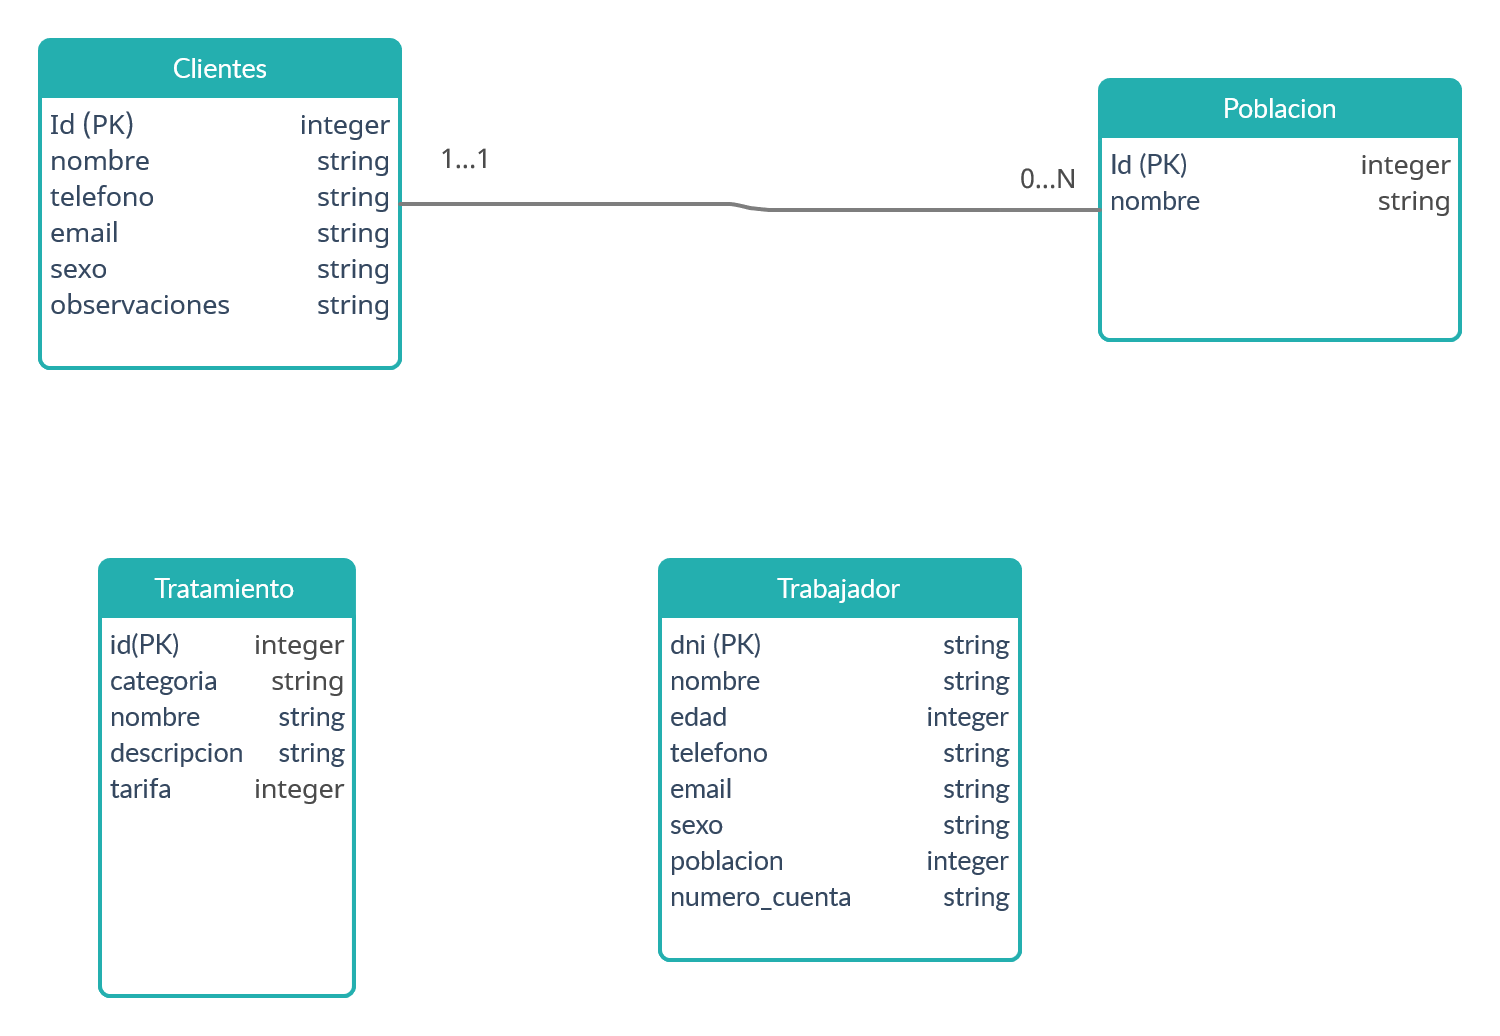 Clientes
Id (PK) integer
nombre string
telefono string
email string
sexo string
observaciones string
1...1
0...N
Poblacion
Id (PK) integer
nombre string
Tratamiento
id(PK) integer
categoria string
nombre string
descripcion string
tarifa integer
Trabajador
dni (PK) string
nombre string
edad integer
telefono string
email string
sexo string
poblacion integer
numero_cuenta string